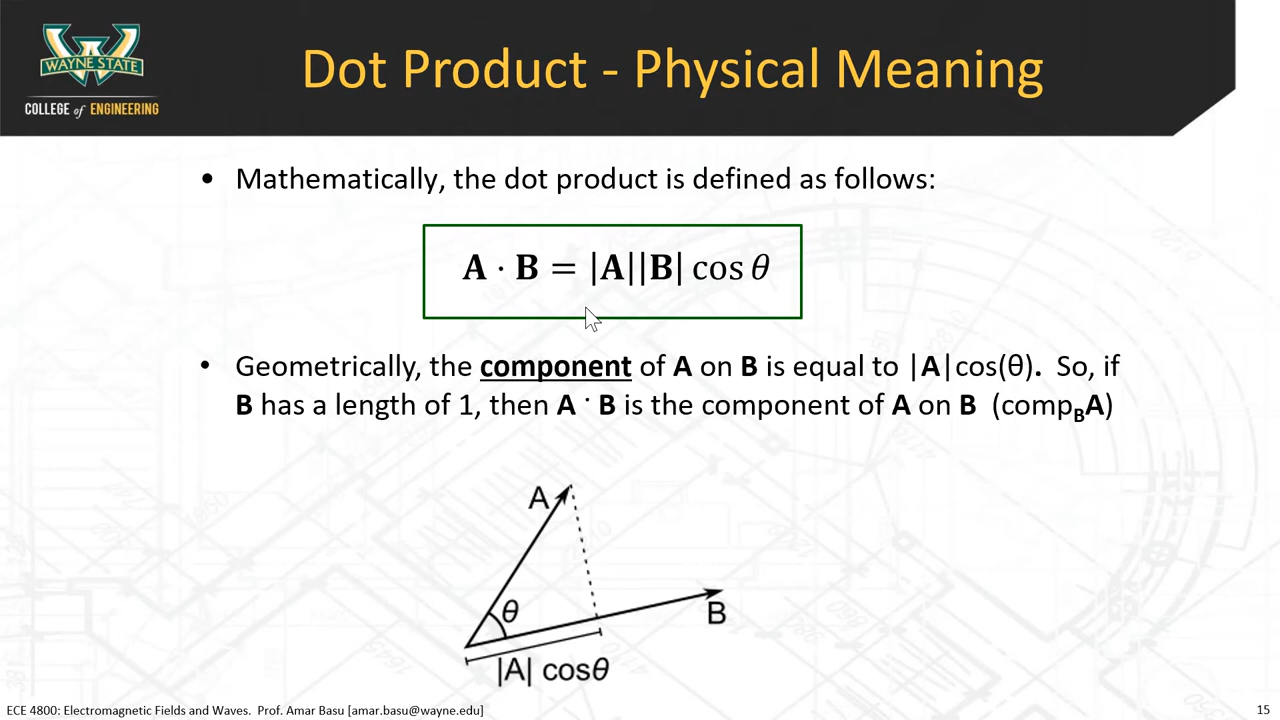 WAYNE STATE
COLLEGE of ENGINEERING
Dot Product - Physical Meaning
• Mathematically, the dot product is defined as follows:
A · B = |A||B| cos θ
• Geometrically, the component of A on B is equal to |A|cos(θ). So, if
B has a length of 1, then A · B is the component of A on B (comp_BA)
A
θ
B
|A| cosθ
ECE 4800: Electromagnetic Fields and Waves. Prof. Amar Basu [amar.basu@wayne.edu]
15